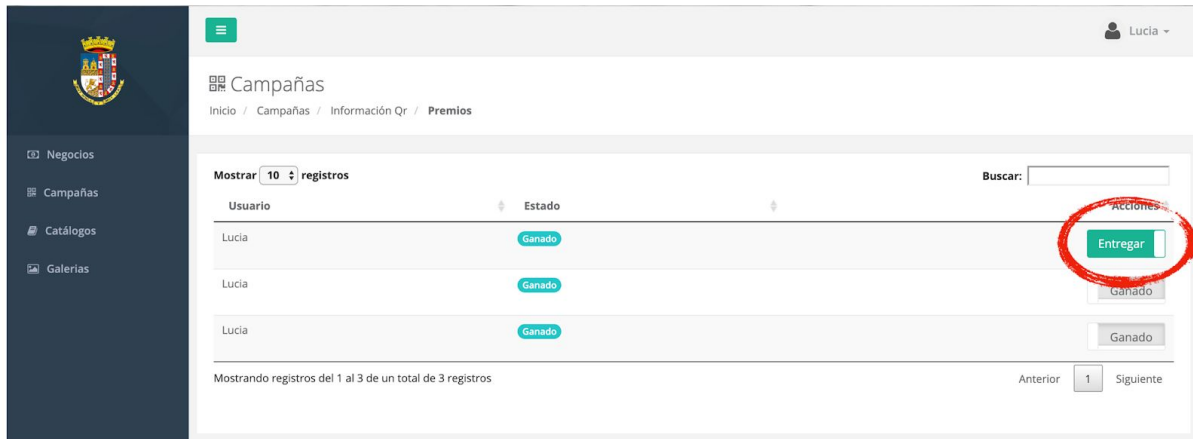 Lucia
Campañas
Inicio / Campañas / Información Qr / Premios
Negocios
Campañas
Catálogos
Galerias
Mostrar 10 registros
Buscar:
Usuario Estado Acciones
Lucia Ganado Entregar
Lucia Ganado Ganado
Lucia Ganado Ganado
Mostrando registros del 1 al 3 de un total de 3 registros
Anterior 1 Siguiente